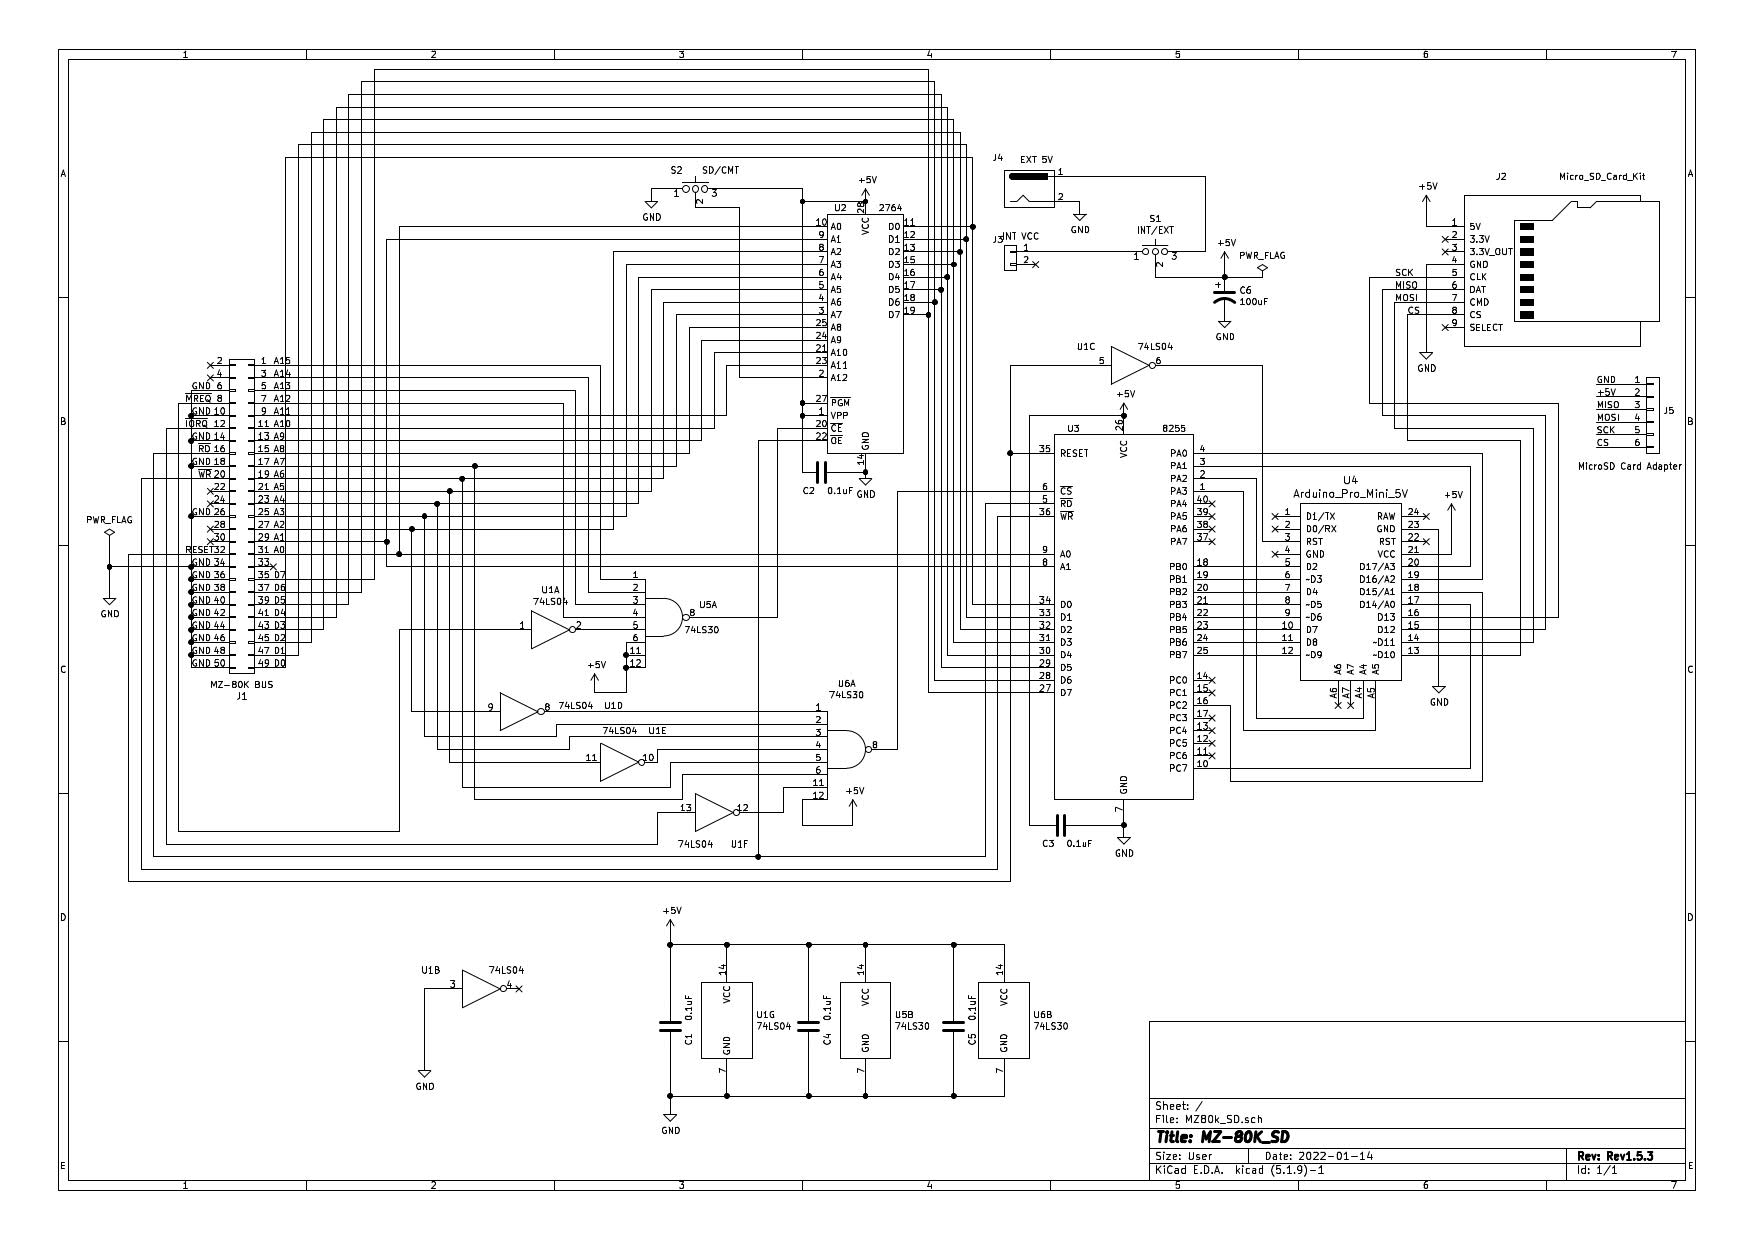 1 2 3 4 5 6 7
A
B
C
D
E
A
B
C
D
E
1 2 3 4 5 6 7
S2 SD/CMT
1 2 3
GND
+5V
U2 2764
VCC 28
10 A0
9 A1
8 A2
7 A3
6 A4
5 A5
4 A6
3 A7
25 A8
24 A9
21 A10
23 A11
2 A12
27 PGM
1 VPP
20 CE
22 OE
D0 11
D1 12
D2 13
D3 15
D4 16
D5 17
D6 18
D7 19
GND 14
C2 0.1uF
GND
J4 EXT 5V
1
2
GND
J3 INT VCC
1
2
S1
INT/EXT
1 2 3
+5V
PWR_FLAG
C6
100uF
GND
J2 Micro_SD_Card_Kit
+5V
1 5V
2 3.3V
3 3.3V_OUT
4 GND
SCK 5 CLK
MISO 6 DAT
MOSI 7 CMD
CS 8 CS
9 SELECT
GND
GND 1
+5V 2
MISO 3
MOSI 4
SCK 5
CS 6
J5
MicroSD Card Adapter
2 1 A15
4 3 A14
GND 6 5 A13
MREQ 8 7 A12
GND 10 9 A11
IORQ 12 11 A10
GND 14 13 A9
RD 16 15 A8
GND 18 17 A7
WR 20 19 A6
22 21 A5
24 23 A4
GND 26 25 A3
28 27 A2
30 29 A1
RESET 32 31 A0
GND 34 33
GND 36 35 D7
GND 38 37 D6
GND 40 39 D5
GND 42 41 D4
GND 44 43 D3
GND 46 45 D2
GND 48 47 D1
GND 50 49 D0
MZ-80K BUS
J1
PWR_FLAG
GND
U1A
74LS04
1 2
1
2
3
4
5
6
11
12
8
U5A
74LS30
+5V
9 8 74LS04 U1D
74LS04 U1E
11 10
13 12
74LS04 U1F
U6A
74LS30
1
2
3
4
5
6
11
12
8
+5V
U1C 74LS04
5 6
+5V
U3 8255
VCC 26
35 RESET
6 CS
5 RD
36 WR
9 A0
8 A1
34 D0
33 D1
32 D2
31 D3
30 D4
29 D5
28 D6
27 D7
PA0 4
PA1 3
PA2 2
PA3 1
PA4 40
PA5 39
PA6 38
PA7 37
PB0 18
PB1 19
PB2 20
PB3 21
PB4 22
PB5 23
PB6 24
PB7 25
PC0 14
PC1 15
PC2 16
PC3 17
PC4 13
PC5 12
PC6 11
PC7 10
GND 7
C3 0.1uF
GND
U4
Arduino_Pro_Mini_5V
+5V
1 D1/TX RAW 24
2 D0/RX GND 23
3 RST RST 22
4 GND VCC 21
5 D2 D17/A3 20
6 ~D3 D16/A2 19
7 D4 D15/A1 18
8 ~D5 D14/A0 17
9 ~D6 D13 16
10 D7 D12 15
11 D8 ~D11 14
12 ~D9 ~D10 13
A6 A7 A4 A5
A6 A7 A4 A5
GND
U1B 74LS04
3 4
GND
+5V
C1 0.1uF
14 VCC
GND 7
U1G
74LS04
C4 0.1uF
14 VCC
GND 7
U5B
74LS30
C5 0.1uF
14 VCC
GND 7
U6B
74LS30
GND
Sheet: /
File: MZ80k_SD.sch
Title: MZ-80K_SD
Size: User Date: 2022-01-14 Rev: Rev1.5.3
KiCad E.D.A. kicad (5.1.9)-1 Id: 1/1